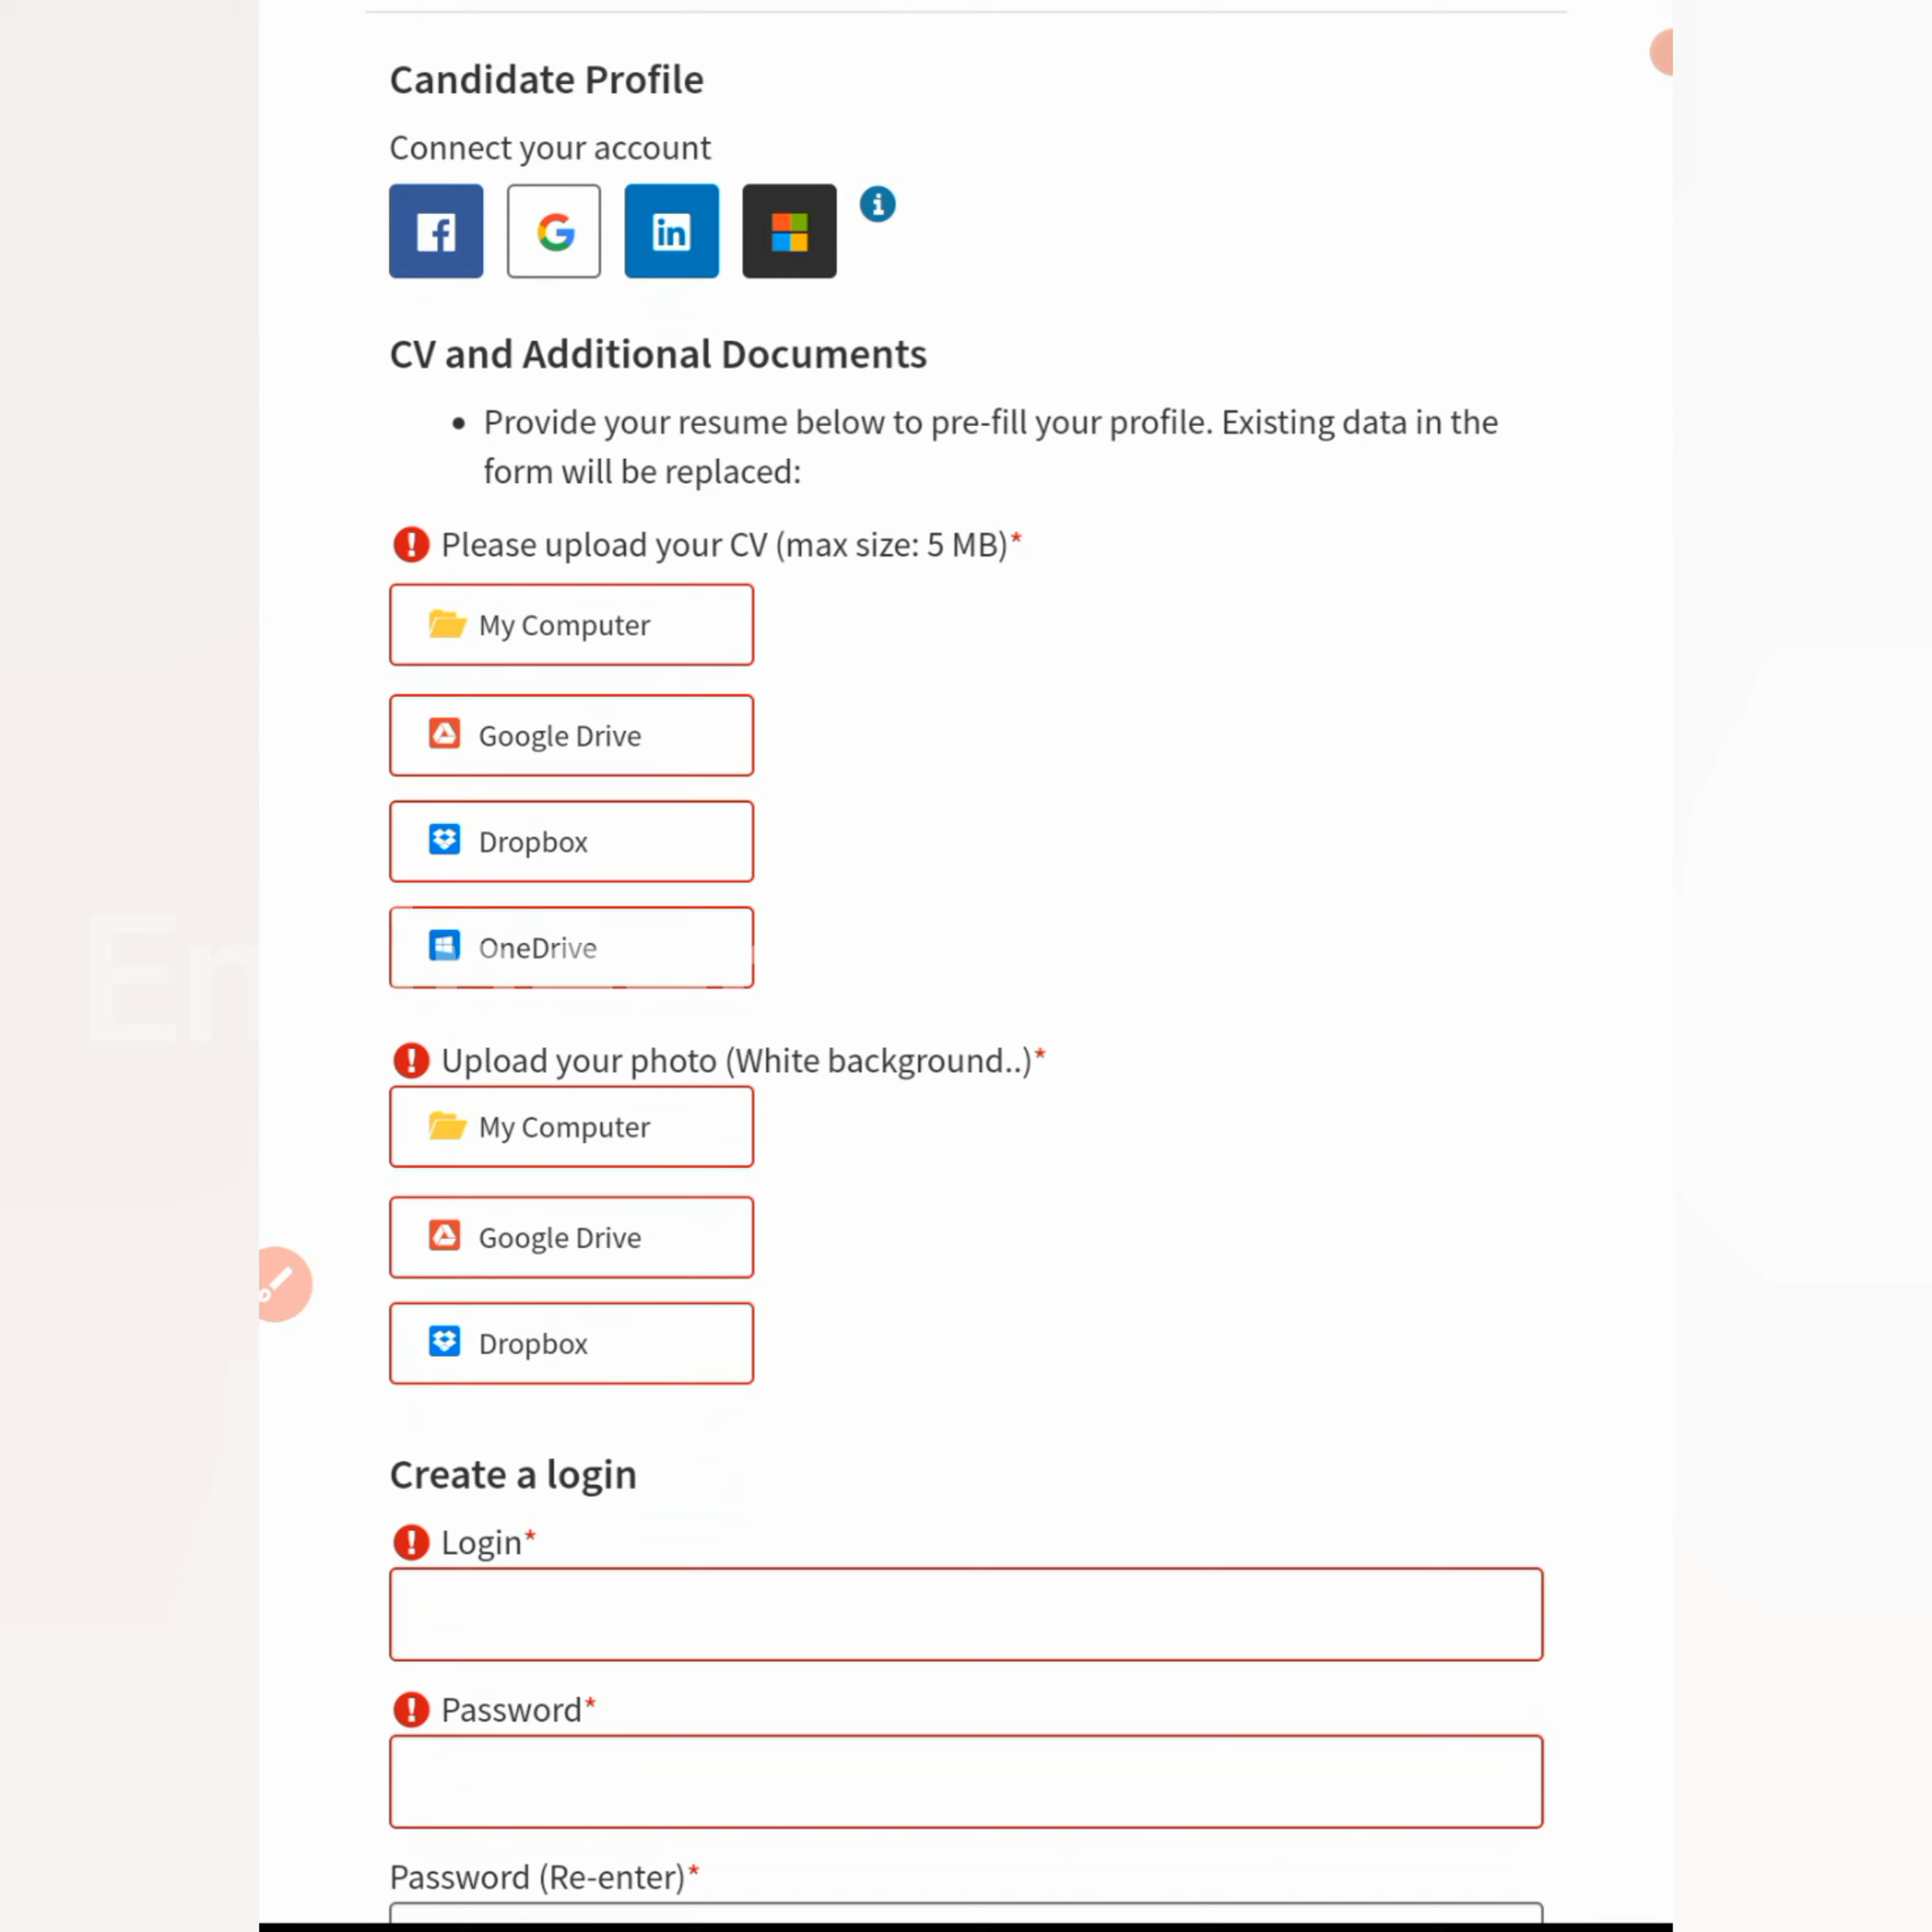 Candidate Profile
Connect your account
CV and Additional Documents
• Provide your resume below to pre-fill your profile. Existing data in the
form will be replaced:
Please upload your CV (max size: 5 MB)*
My Computer
Google Drive
Dropbox
OneDrive
Upload your photo (White background..)*
My Computer
Google Drive
Dropbox
Create a login
Login*
Password*
Password (Re-enter)*